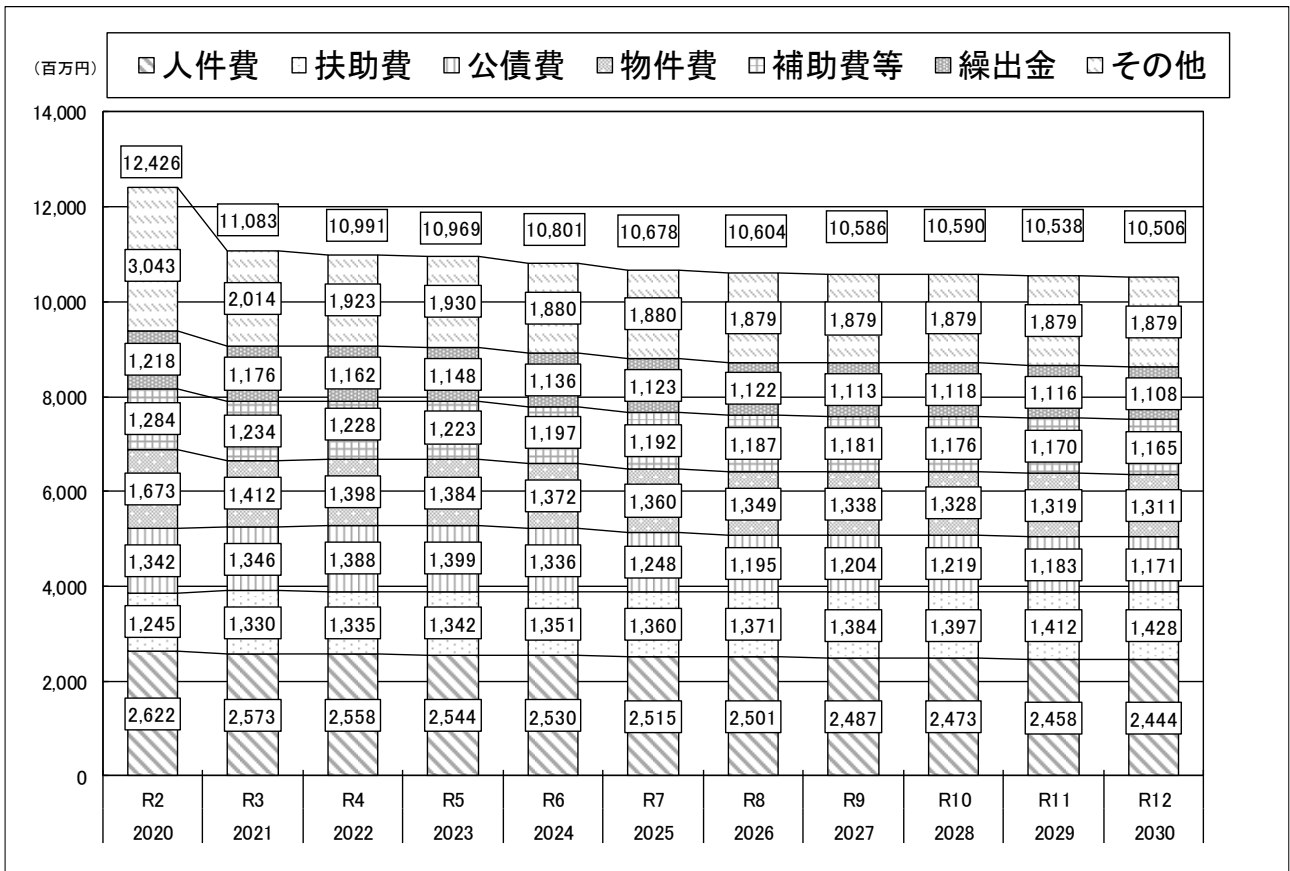 (百万円)
人件費 扶助費 公債費 物件費 補助費等 繰出金 その他
14,000
12,426
12,000
11,083 10,991 10,969 10,801 10,678 10,604 10,586 10,590 10,538 10,506
3,043 2,014 1,923 1,930 1,880 1,880 1,879 1,879 1,879 1,879 1,879
10,000
1,218 1,176 1,162 1,148 1,136 1,123 1,122 1,113 1,118 1,116 1,108
8,000
1,284 1,234 1,228 1,223 1,197 1,192 1,187 1,181 1,176 1,170 1,165
1,673 1,412 1,398 1,384 1,372 1,360 1,349 1,338 1,328 1,319 1,311
6,000
1,342 1,346 1,388 1,399 1,336 1,248 1,195 1,204 1,219 1,183 1,171
4,000
1,245 1,330 1,335 1,342 1,351 1,360 1,371 1,384 1,397 1,412 1,428
2,000
2,622 2,573 2,558 2,544 2,530 2,515 2,501 2,487 2,473 2,458 2,444
0
R2 R3 R4 R5 R6 R7 R8 R9 R10 R11 R12
2020 2021 2022 2023 2024 2025 2026 2027 2028 2029 2030